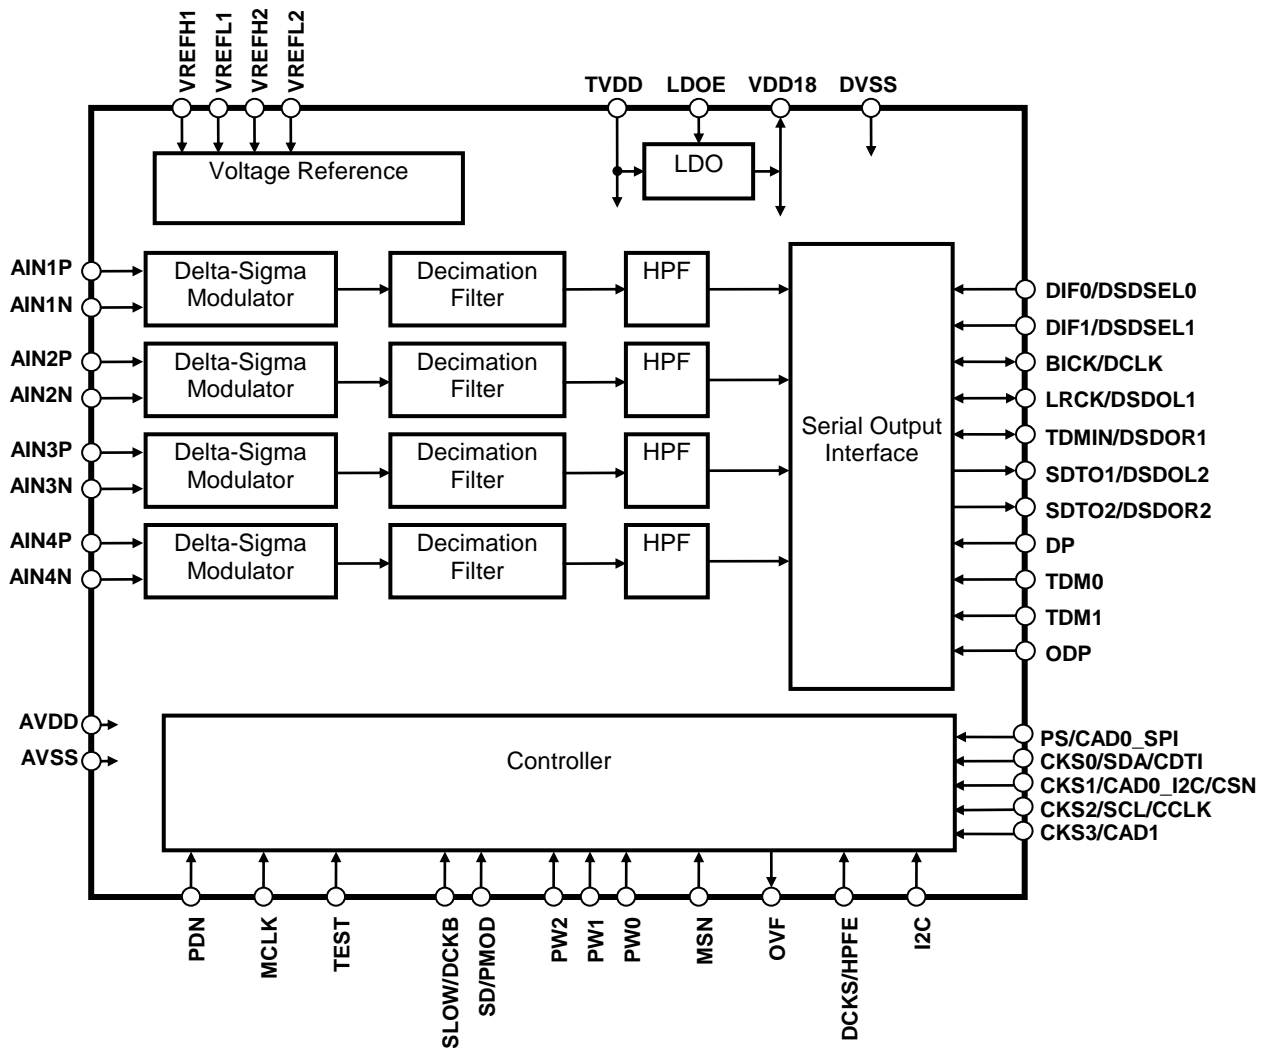 VREFH1
VREFL1
VREFH2
VREFL2
TVDD
LDOE
VDD18
DVSS
Voltage Reference
LDO
AIN1P
AIN1N
Delta-Sigma
Modulator
Decimation
Filter
HPF
AIN2P
AIN2N
Delta-Sigma
Modulator
Decimation
Filter
HPF
AIN3P
AIN3N
Delta-Sigma
Modulator
Decimation
Filter
HPF
AIN4P
AIN4N
Delta-Sigma
Modulator
Decimation
Filter
HPF
Serial Output
Interface
DIF0/DSDSEL0
DIF1/DSDSEL1
BICK/DCLK
LRCK/DSDOL1
TDMIN/DSDOR1
SDTO1/DSDOL2
SDTO2/DSDOR2
DP
TDM0
TDM1
ODP
AVDD
AVSS
Controller
PS/CAD0_SPI
CKS0/SDA/CDTI
CKS1/CAD0_I2C/CSN
CKS2/SCL/CCLK
CKS3/CAD1
PDN
MCLK
TEST
SLOW/DCKB
SD/PMOD
PW2
PW1
PW0
MSN
OVF
DCKS/HPFE
I2C